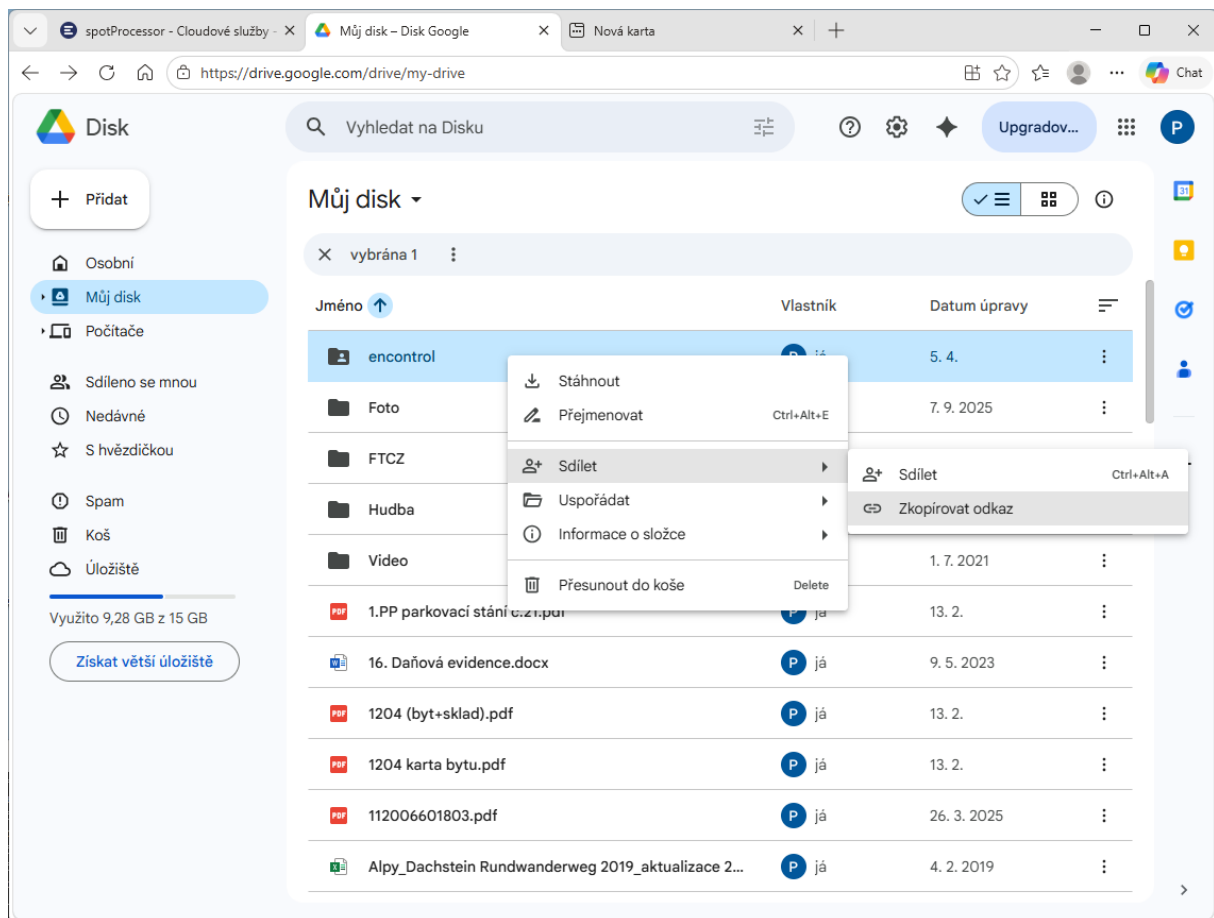 spotProcessor - Cloudové služby -
Můj disk – Disk Google
Nová karta
https://drive.google.com/drive/my-drive
Chat
Disk
Vyhledat na Disku
Upgradov...
P
Přidat
Můj disk
31
vybrána 1
Osobní
Můj disk
Počítače
Sdíleno se mnou
Nedávné
S hvězdičkou
Spam
Koš
Úložiště
Využito 9,28 GB z 15 GB
Získat větší úložiště
Jméno Vlastník Datum úpravy
encontrol 5. 4.
Foto 7. 9. 2025
FTCZ
Hudba
Video 1. 7. 2021
Stáhnout
Přejmenovat Ctrl+Alt+E
Sdílet
Uspořádat
Informace o složce
Přesunout do koše Delete
Sdílet Ctrl+Alt+A
Zkopírovat odkaz
PDF 1.PP parkovací stání č.21.pdf P já 13. 2.
16. Daňová evidence.docx P já 9. 5. 2023
PDF 1204 (byt+sklad).pdf P já 13. 2.
PDF 1204 karta bytu.pdf P já 13. 2.
PDF 112006601803.pdf P já 26. 3. 2025
Alpy_Dachstein Rundwanderweg 2019_aktualizace 2... P já 4. 2. 2019